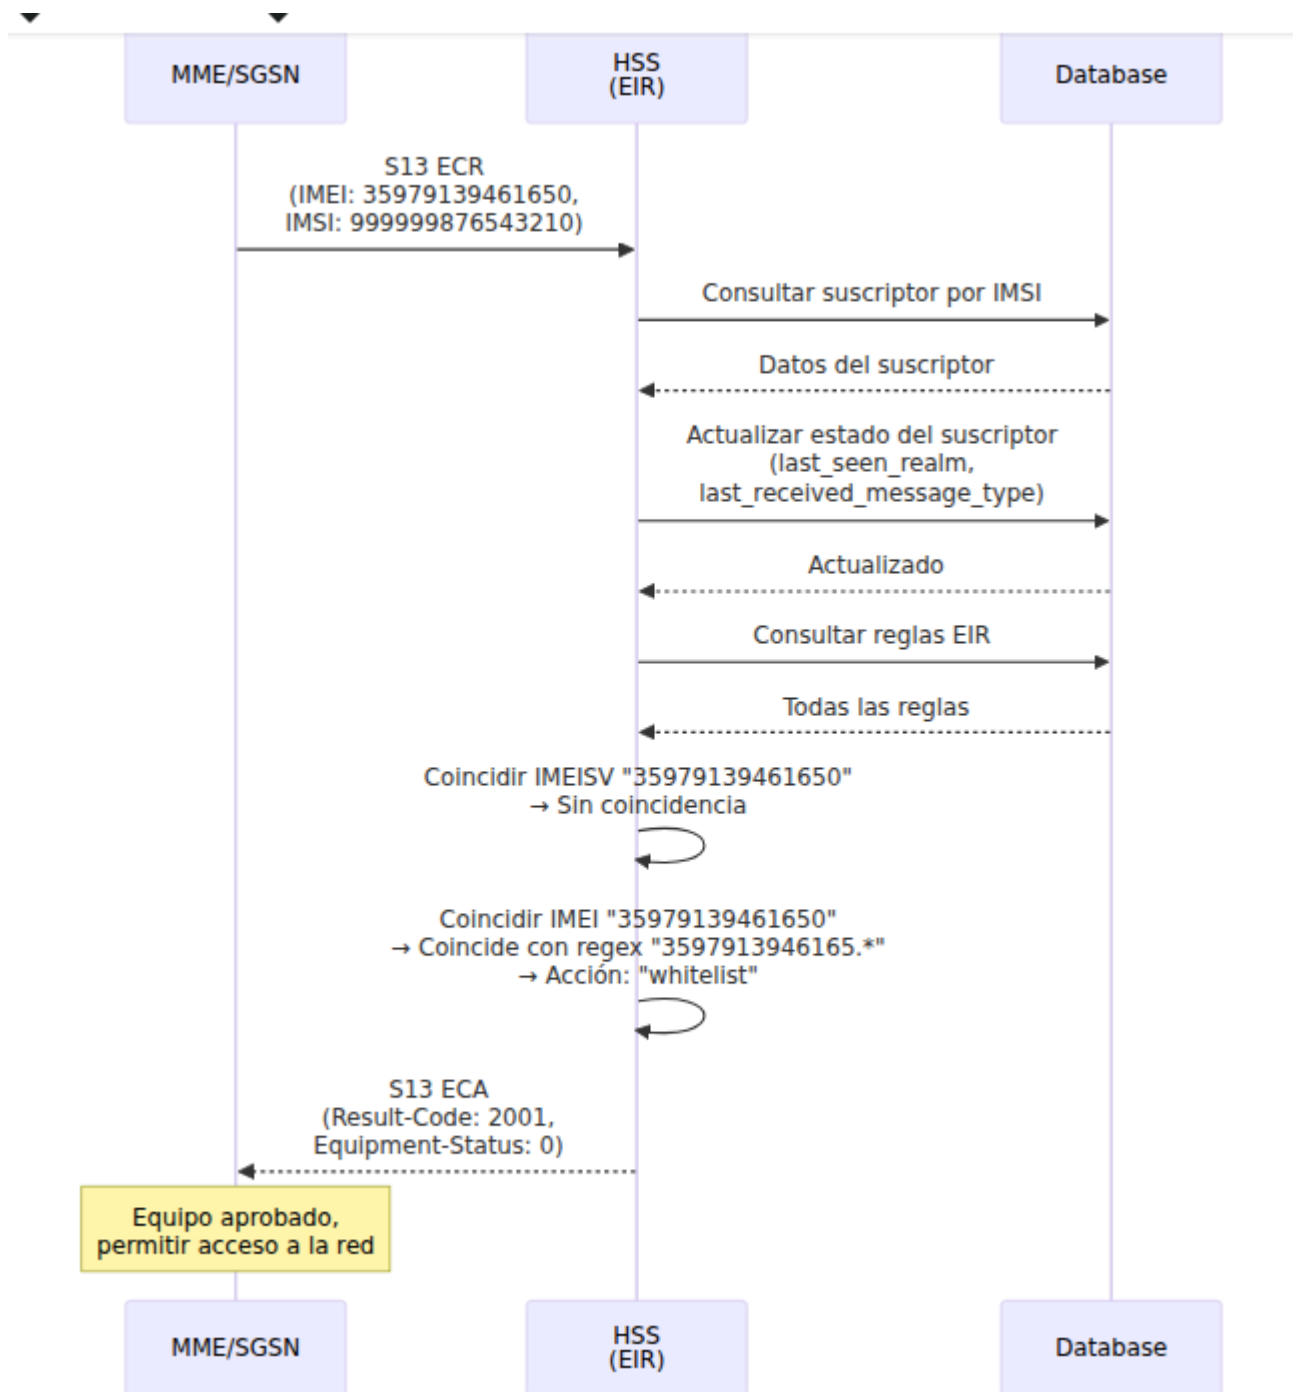 MME/SGSN
HSS
(EIR)
Database
S13 ECR
(IMEI: 35979139461650,
IMSI: 999999876543210)
Consultar suscriptor por IMSI
Datos del suscriptor
Actualizar estado del suscriptor
(last_seen_realm,
last_received_message_type)
Actualizado
Consultar reglas EIR
Todas las reglas
Coincidir IMEISV "35979139461650"
→ Sin coincidencia
Coincidir IMEI "35979139461650"
→ Coincide con regex "3597913946165.*"
→ Acción: "whitelist"
S13 ECA
(Result-Code: 2001,
Equipment-Status: 0)
Equipo aprobado,
permitir acceso a la red
MME/SGSN
HSS
(EIR)
Database